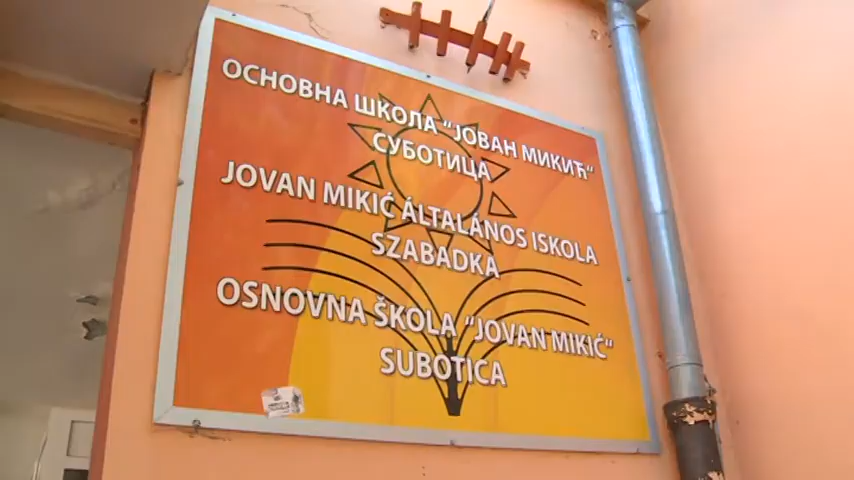 ОСНОВНА ШКОЛА “ЈОВАН МИКИЋ“
СУБОТИЦА
JOVAN MIKIĆ ÁLTALÁNOS ISKOLA
SZABADKA
OSNOVNA ŠKOLA “JOVAN MIKIĆ“
SUBOTICA